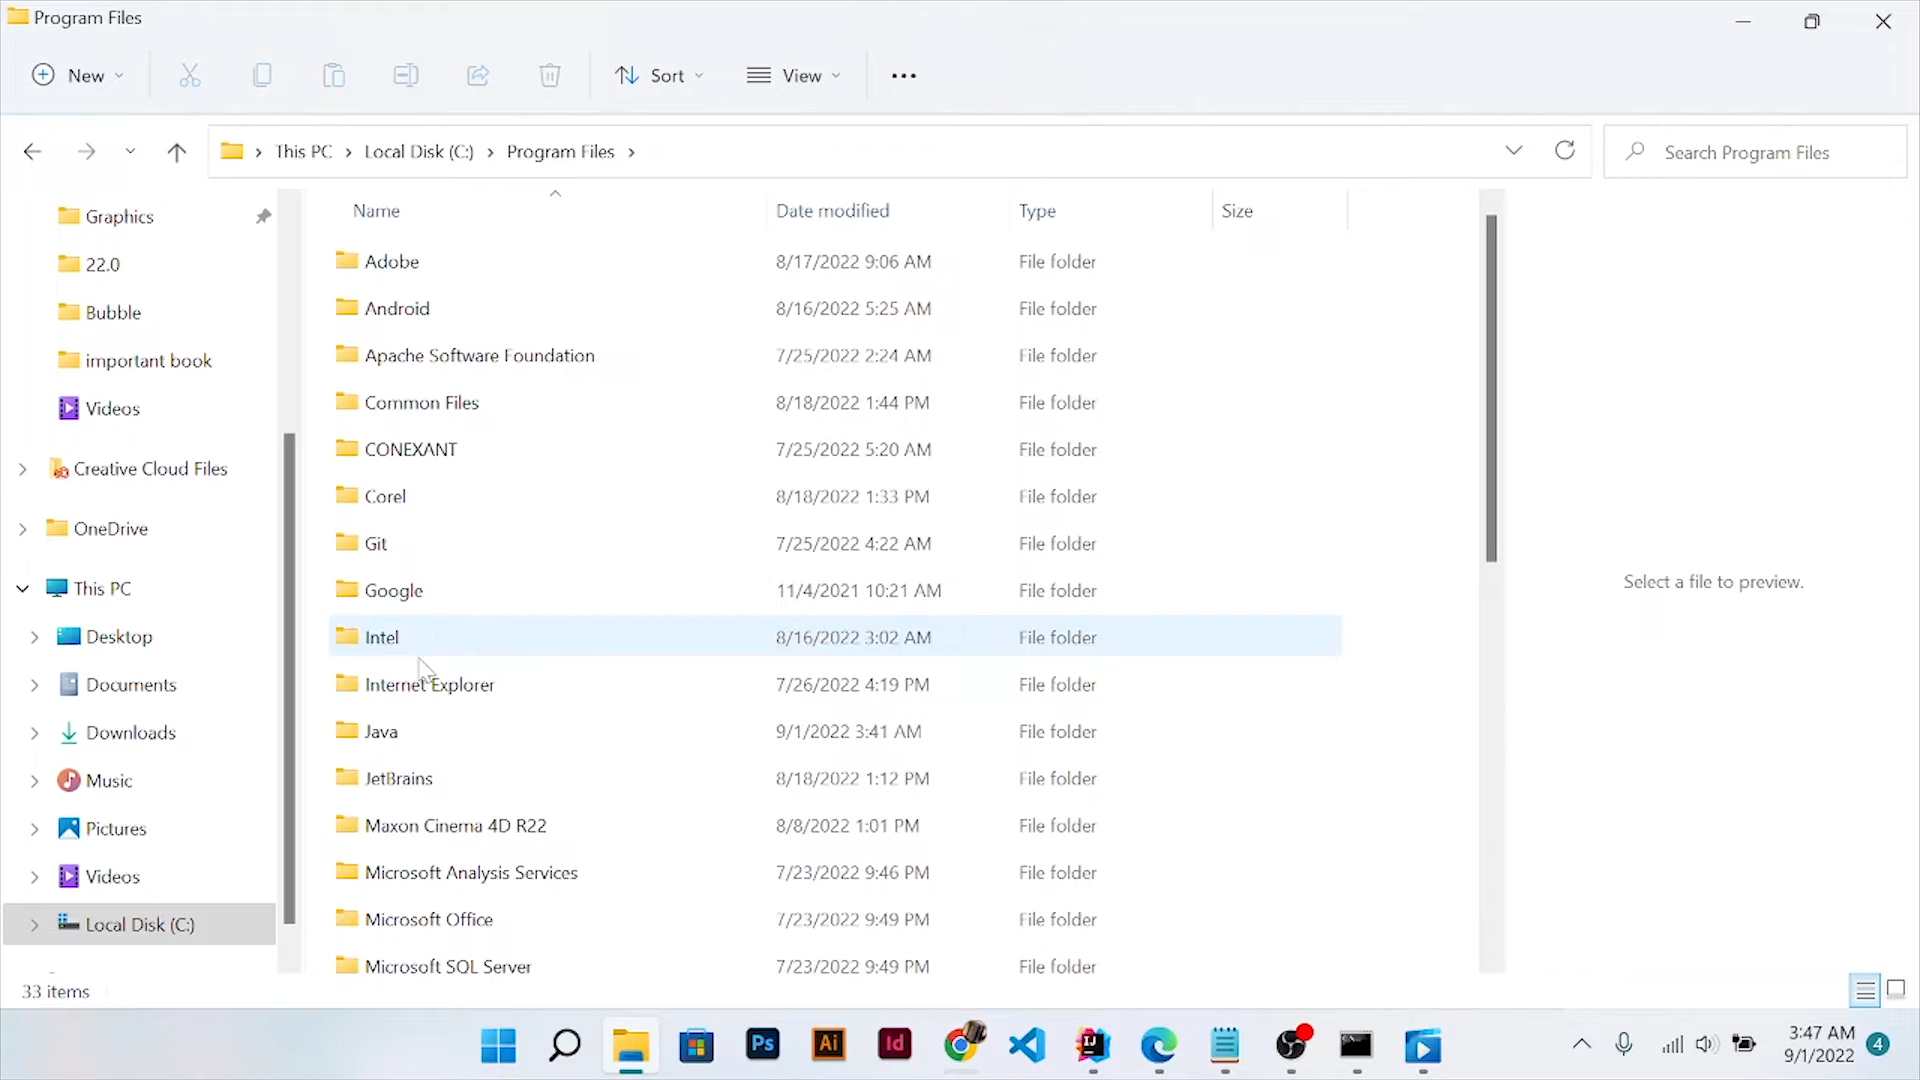 Program Files
New
Sort
View
This PC
Local Disk (C:)
Program Files
Search Program Files
Graphics
22.0
Bubble
important book
Videos
Creative Cloud Files
OneDrive
This PC
Desktop
Documents
Downloads
Music
Pictures
Videos
Local Disk (C:)
Name Date modified Type Size
Adobe 8/17/2022 9:06 AM File folder
Android 8/16/2022 5:25 AM File folder
Apache Software Foundation 7/25/2022 2:24 AM File folder
Common Files 8/18/2022 1:44 PM File folder
CONEXANT 7/25/2022 5:20 AM File folder
Corel 8/18/2022 1:33 PM File folder
Git 7/25/2022 4:22 AM File folder
Google 11/4/2021 10:21 AM File folder
Intel 8/16/2022 3:02 AM File folder
Internet Explorer 7/26/2022 4:19 PM File folder
Java 9/1/2022 3:41 AM File folder
JetBrains 8/18/2022 1:12 PM File folder
Maxon Cinema 4D R22 8/8/2022 1:01 PM File folder
Microsoft Analysis Services 7/23/2022 9:46 PM File folder
Microsoft Office 7/23/2022 9:49 PM File folder
Microsoft SQL Server 7/23/2022 9:49 PM File folder
Select a file to preview.
33 items
Ps
Ai
Id
IJ
3:47 AM
9/1/2022
4